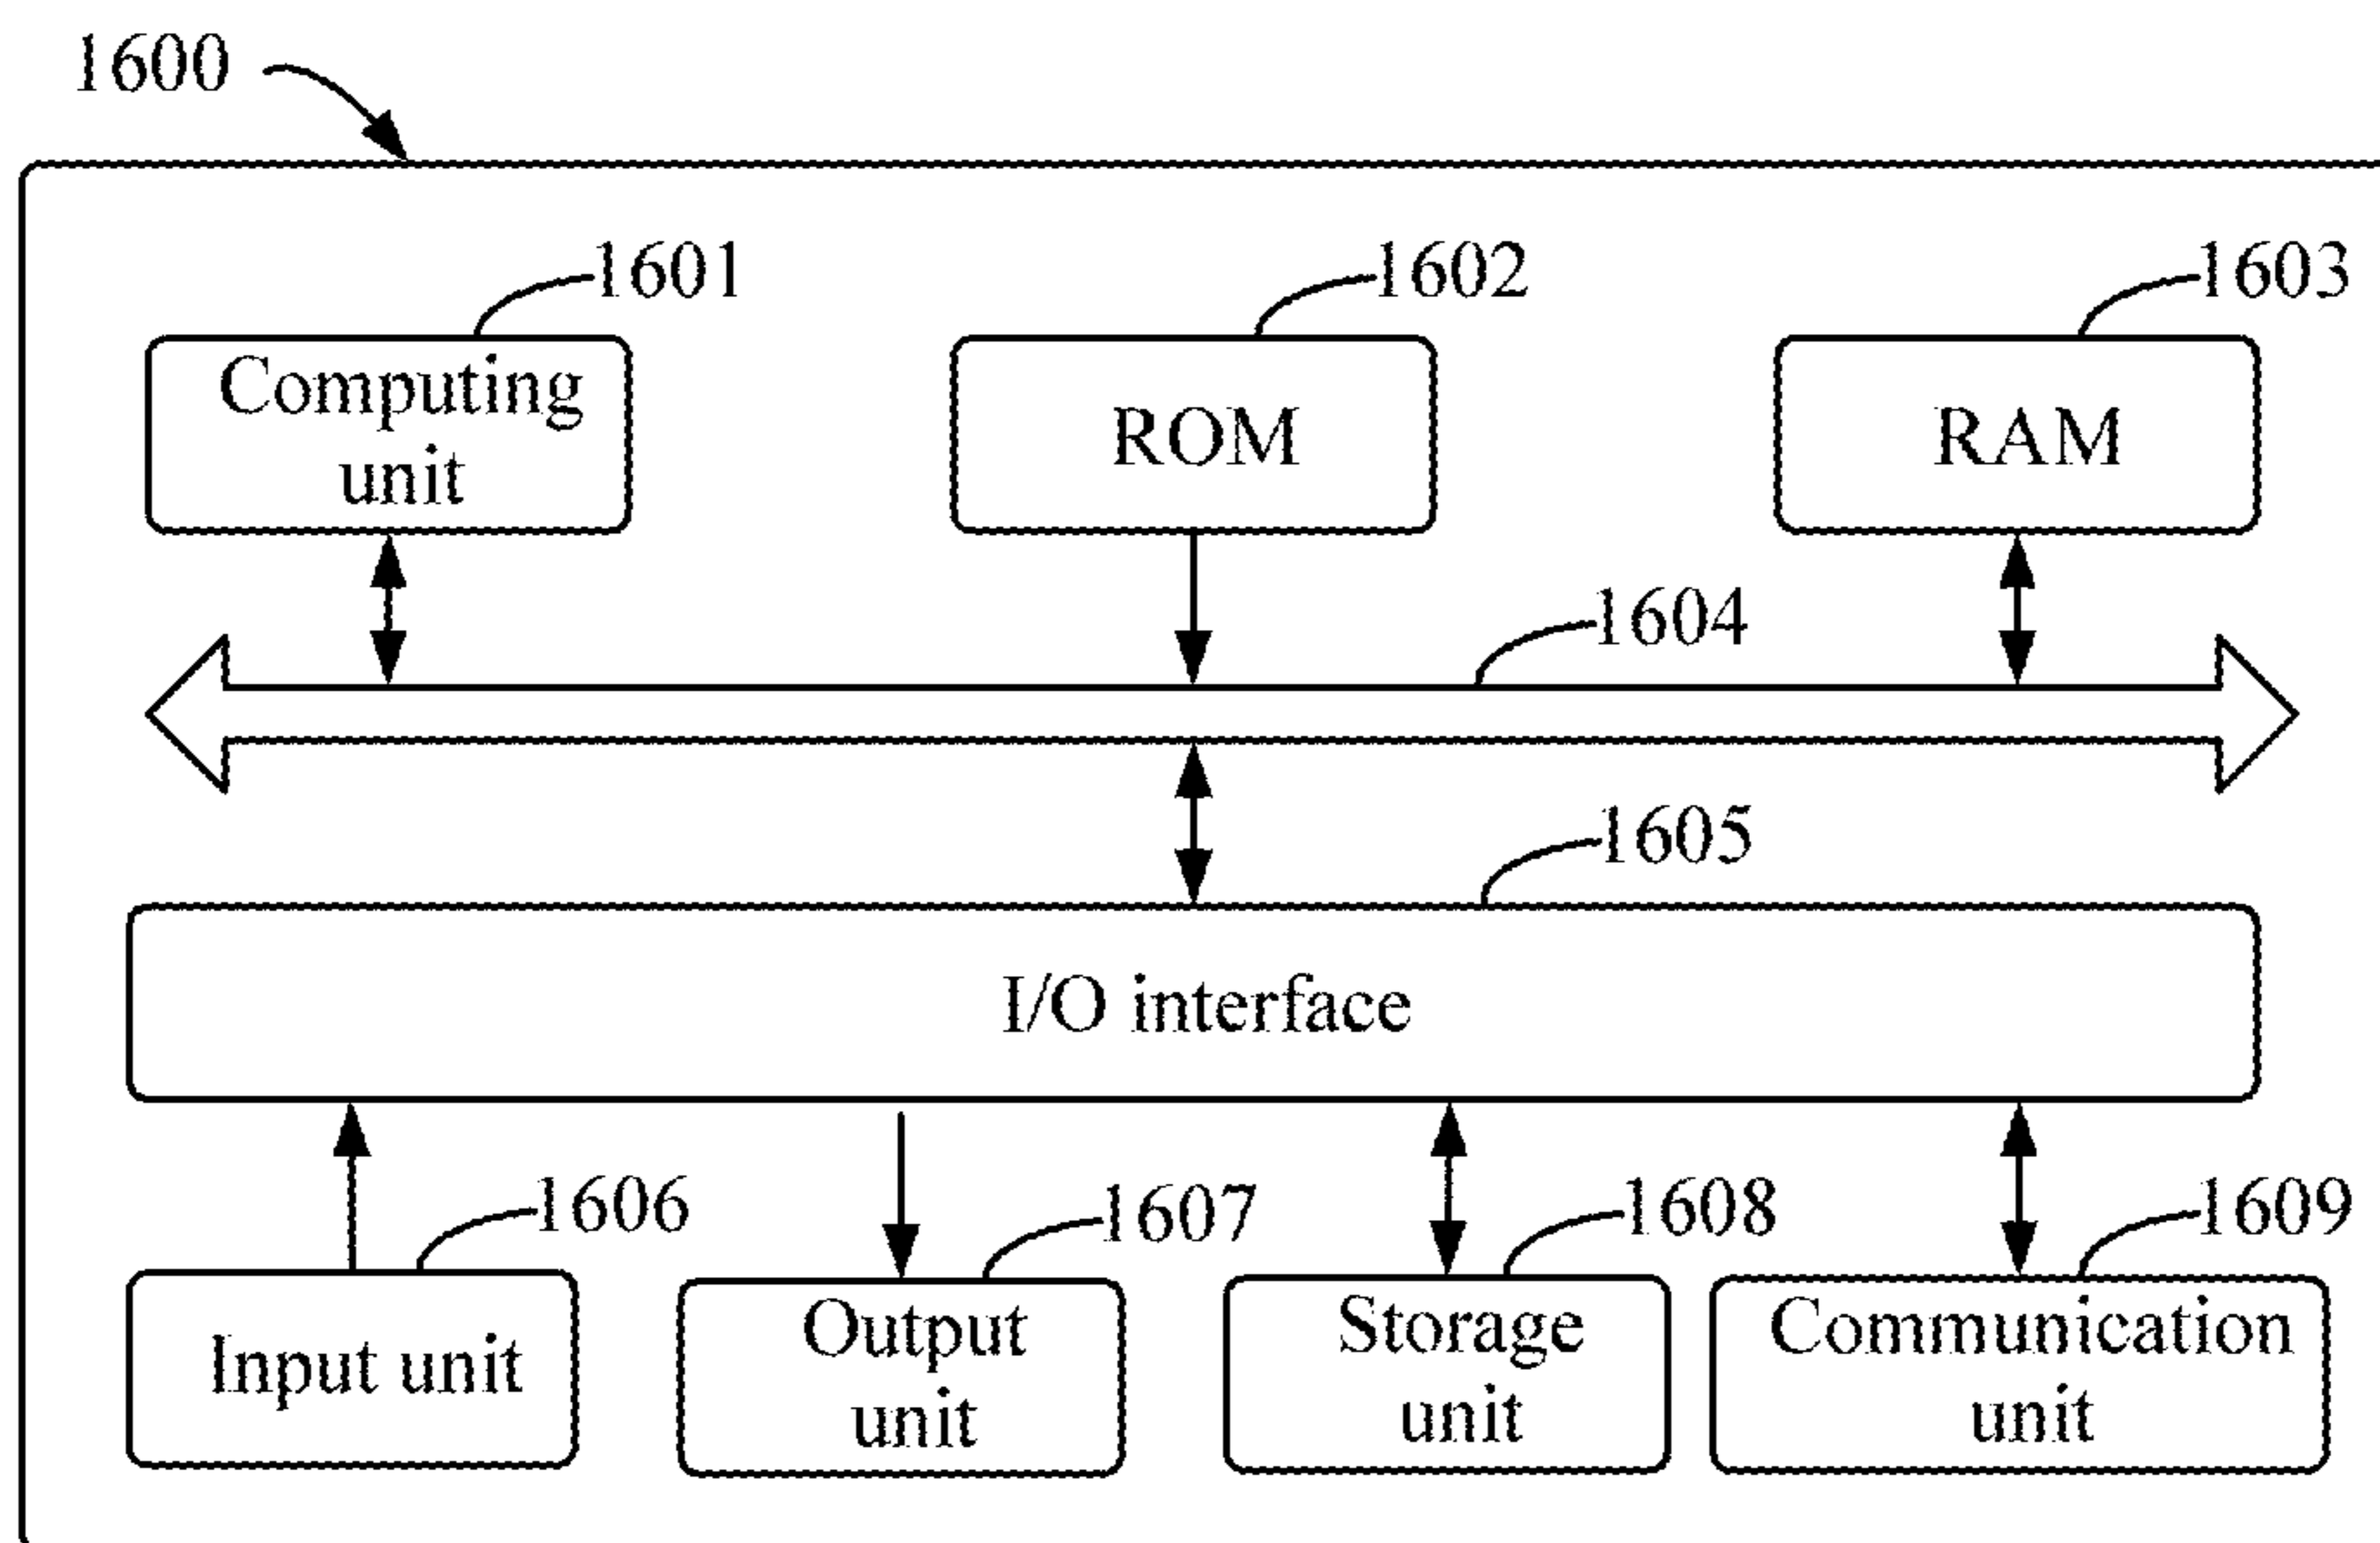 1600
1601
1602
1603
Computing
unit
ROM
RAM
1604
1605
I/O interface
1606
1607
1608
1609
Input unit
Output
unit
Storage
unit
Communication
unit